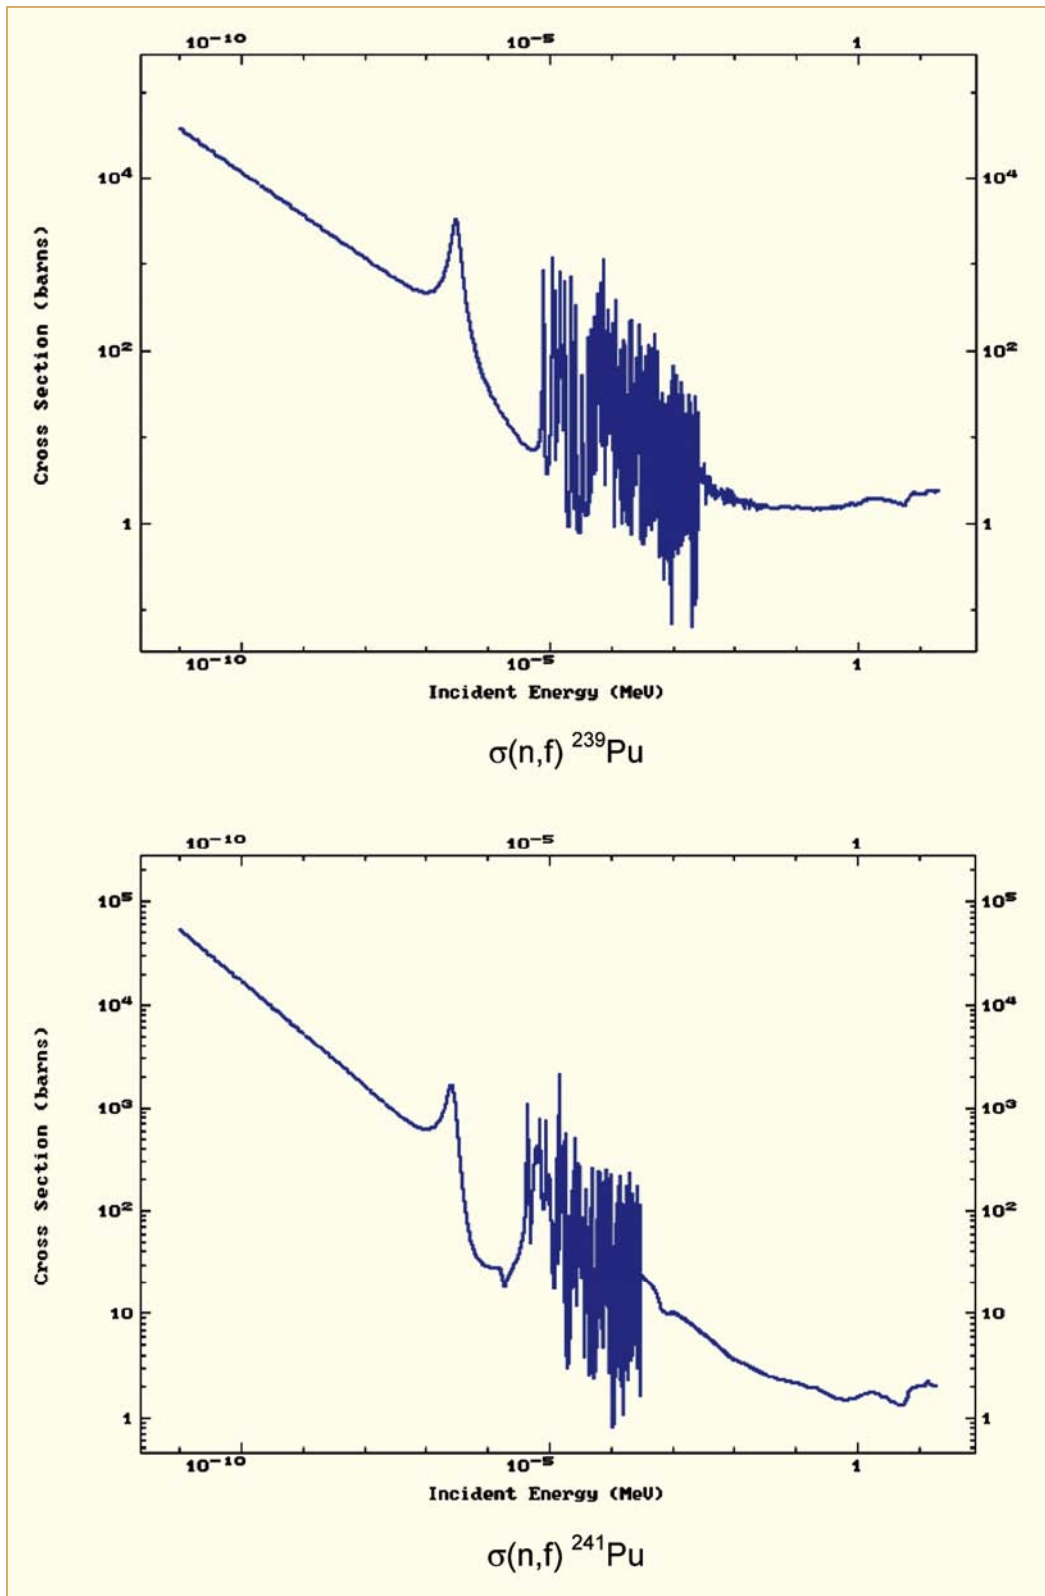 10⁻¹⁰ 10⁻⁵ 1
10⁴ 10⁴
10² 10²
1 1
Cross Section (barns)
10⁻¹⁰ 10⁻⁵ 1
Incident Energy (MeV)
σ(n,f) ²³⁹Pu
10⁻¹⁰ 10⁻⁵ 1
10⁵ 10⁵
10⁴ 10⁴
10³ 10³
10² 10²
10 10
1 1
Cross Section (barns)
10⁻¹⁰ 10⁻⁵ 1
Incident Energy (MeV)
σ(n,f) ²⁴¹Pu